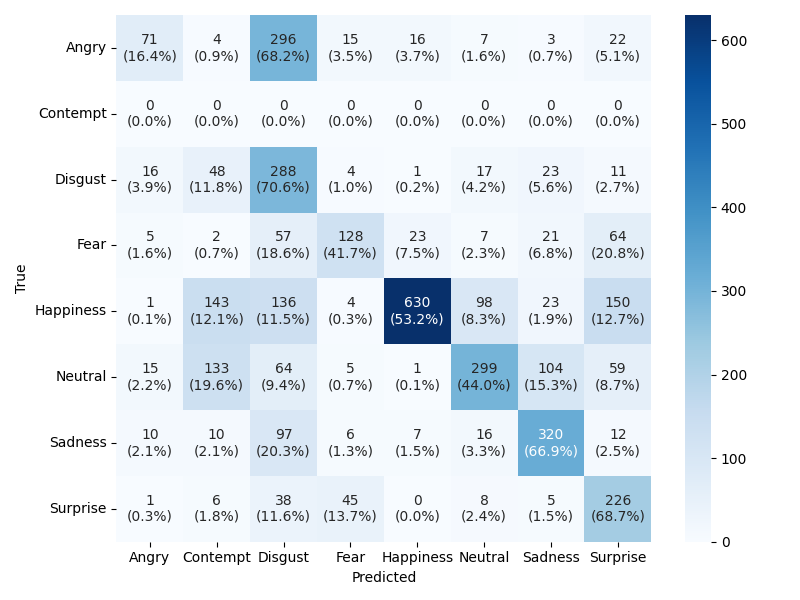 Angry 71 4 296 15 16 7 3 22
(16.4%) (0.9%) (68.2%) (3.5%) (3.7%) (1.6%) (0.7%) (5.1%)
Contempt 0 0 0 0 0 0 0 0
(0.0%) (0.0%) (0.0%) (0.0%) (0.0%) (0.0%) (0.0%) (0.0%)
Disgust 16 48 288 4 1 17 23 11
(3.9%) (11.8%) (70.6%) (1.0%) (0.2%) (4.2%) (5.6%) (2.7%)
Fear 5 2 57 128 23 7 21 64
(1.6%) (0.7%) (18.6%) (41.7%) (7.5%) (2.3%) (6.8%) (20.8%)
True
Happiness 1 143 136 4 630 98 23 150
(0.1%) (12.1%) (11.5%) (0.3%) (53.2%) (8.3%) (1.9%) (12.7%)
Neutral 15 133 64 5 1 299 104 59
(2.2%) (19.6%) (9.4%) (0.7%) (0.1%) (44.0%) (15.3%) (8.7%)
Sadness 10 10 97 6 7 16 320 12
(2.1%) (2.1%) (20.3%) (1.3%) (1.5%) (3.3%) (66.9%) (2.5%)
Surprise 1 6 38 45 0 8 5 226
(0.3%) (1.8%) (11.6%) (13.7%) (0.0%) (2.4%) (1.5%) (68.7%)
Angry Contempt Disgust Fear Happiness Neutral Sadness Surprise
Predicted
600
500
400
300
200
100
0